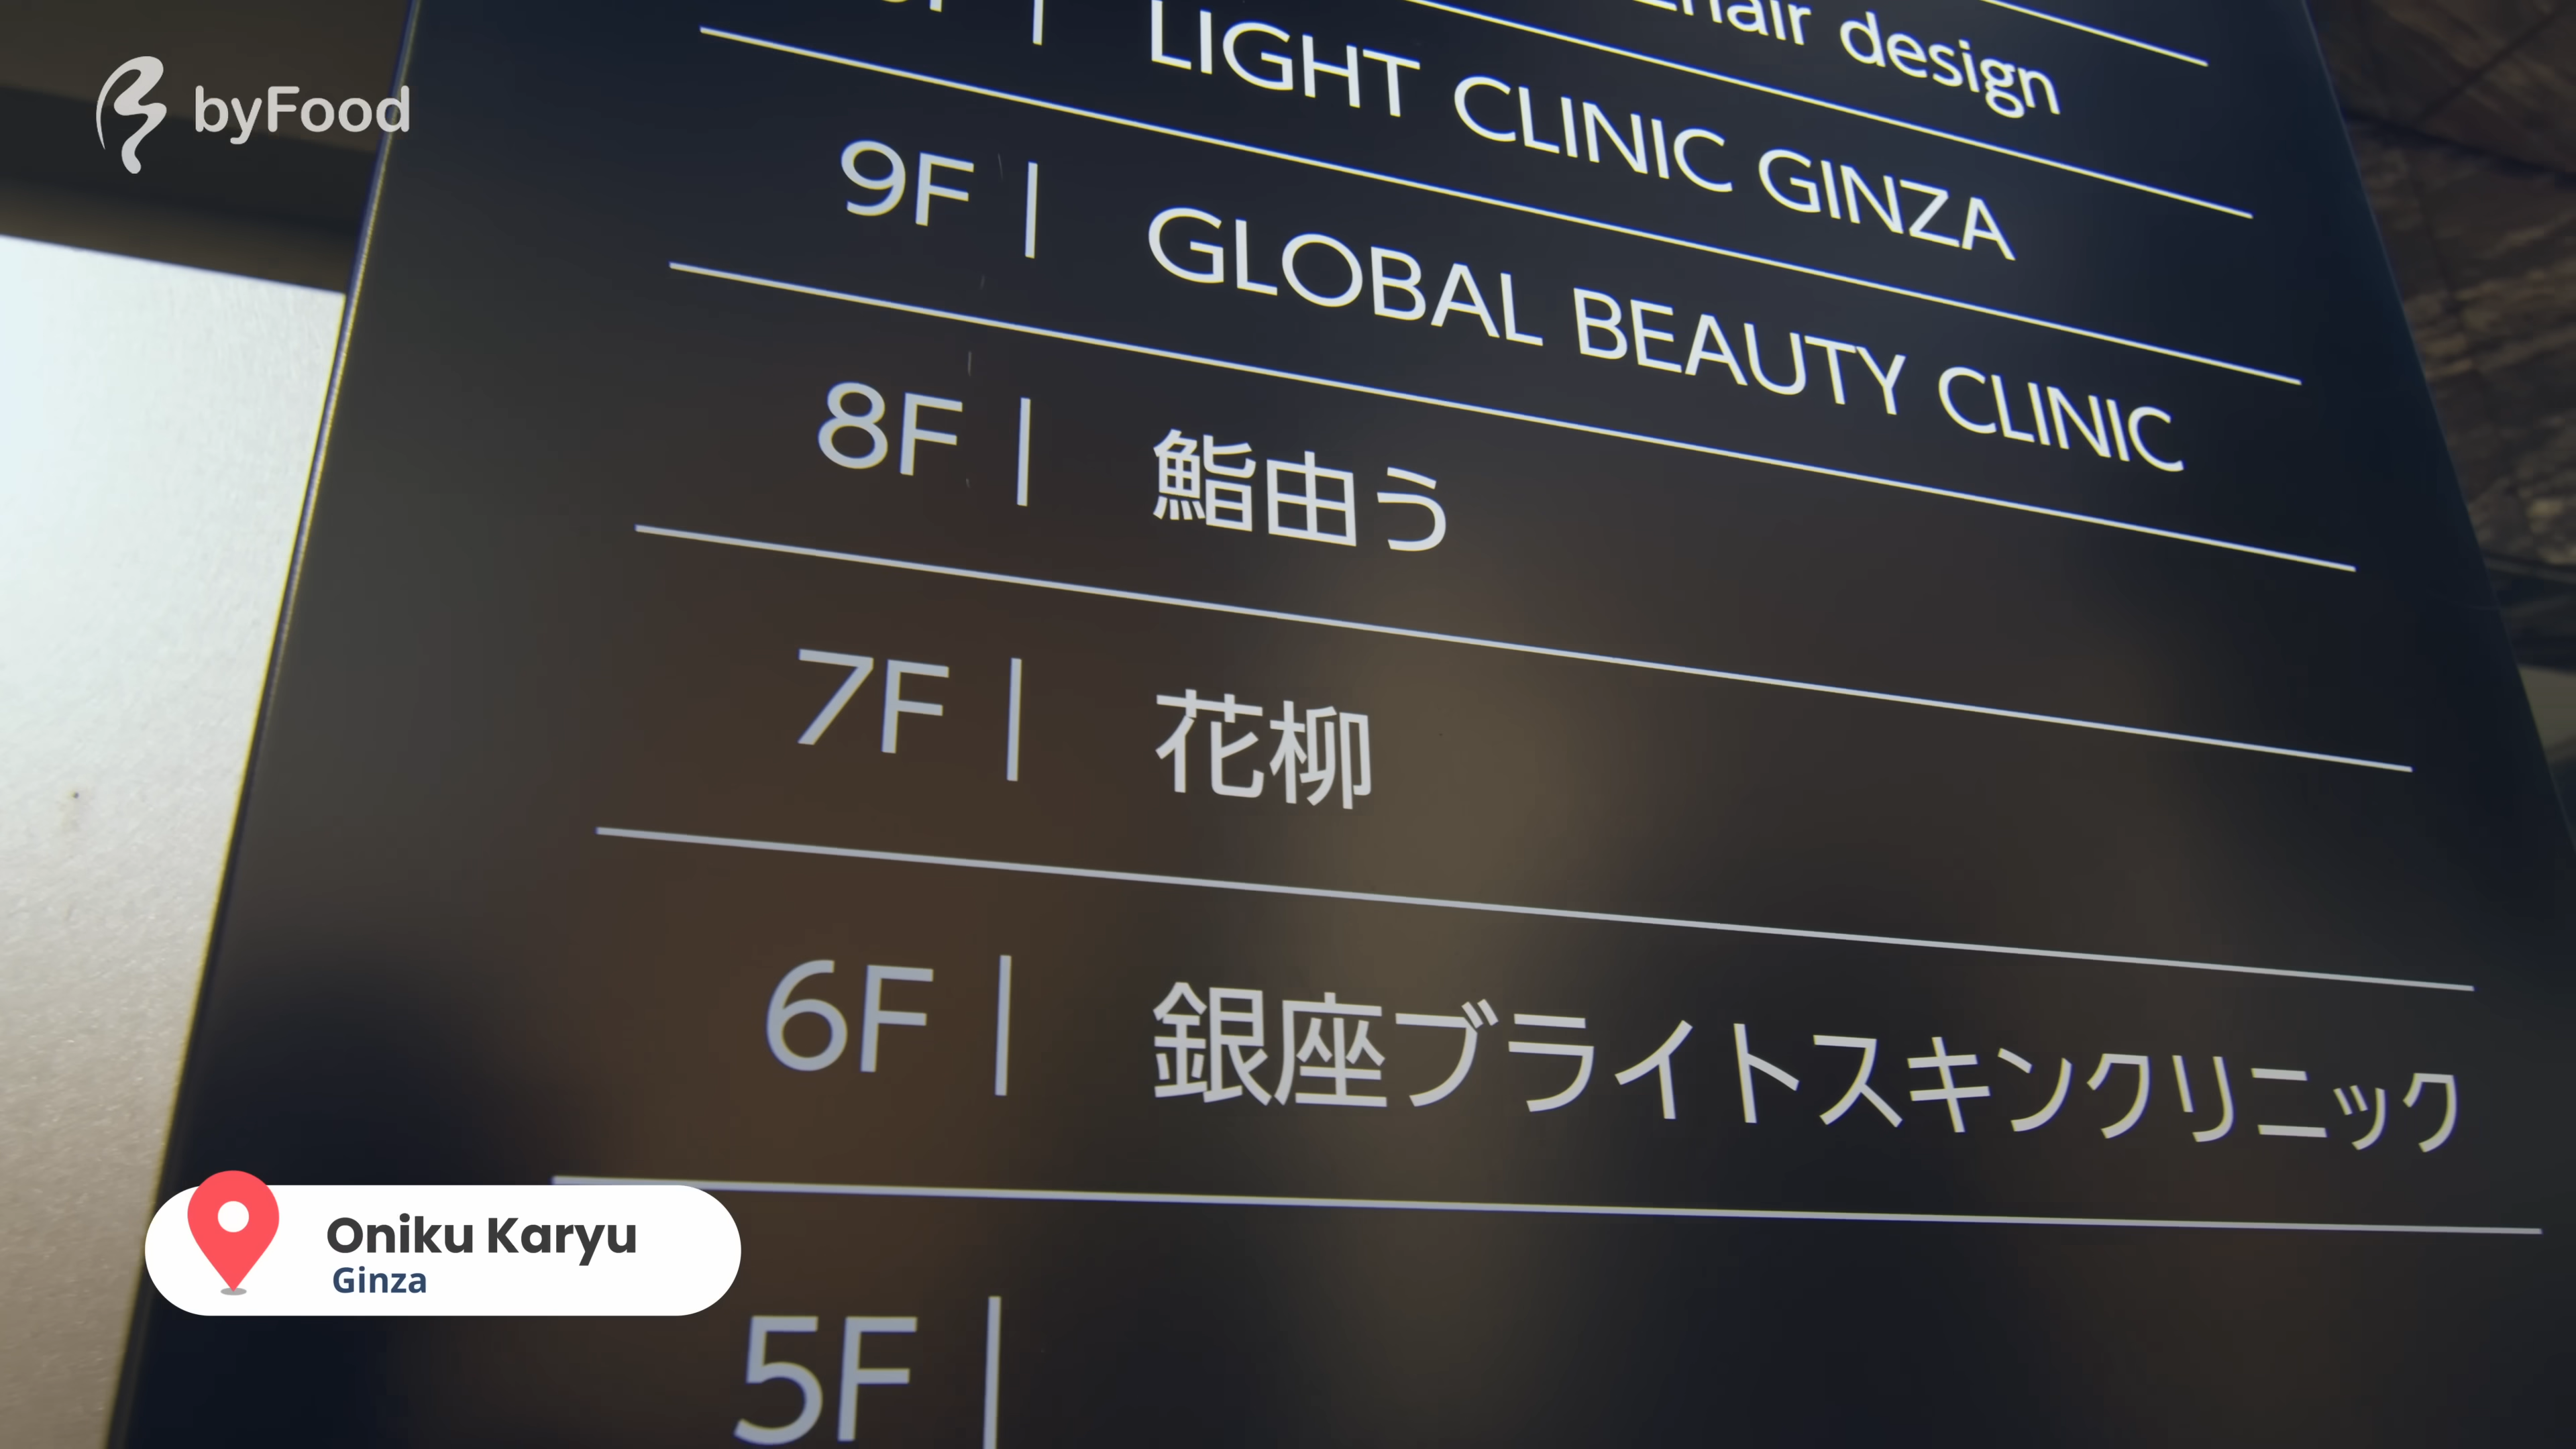 byFood
hair design
LIGHT CLINIC GINZA
9F | GLOBAL BEAUTY CLINIC
8F | 鮨由う
7F | 花柳
6F | 銀座ブライトスキンクリニック
5F |
Oniku Karyu
Ginza